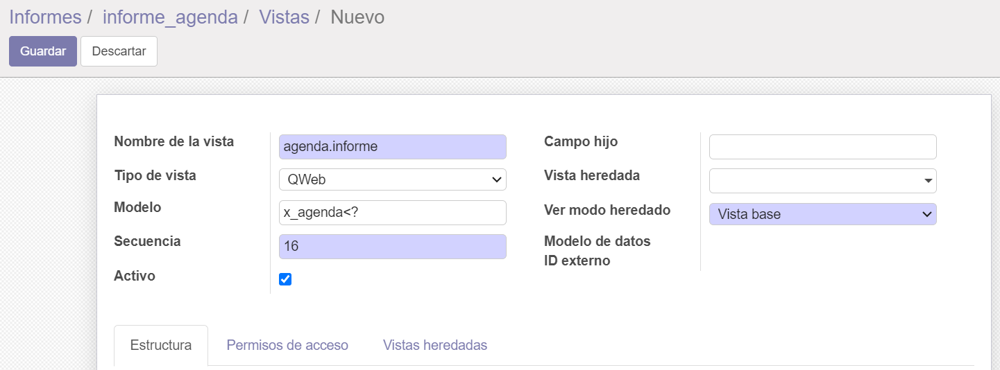 Informes / informe_agenda / Vistas / Nuevo
Guardar Descartar
Nombre de la vista agenda.informe Campo hijo
Tipo de vista QWeb Vista heredada
Modelo x_agenda<? Ver modo heredado Vista base
Secuencia 16 Modelo de datos
ID externo
Activo
Estructura Permisos de acceso Vistas heredadas